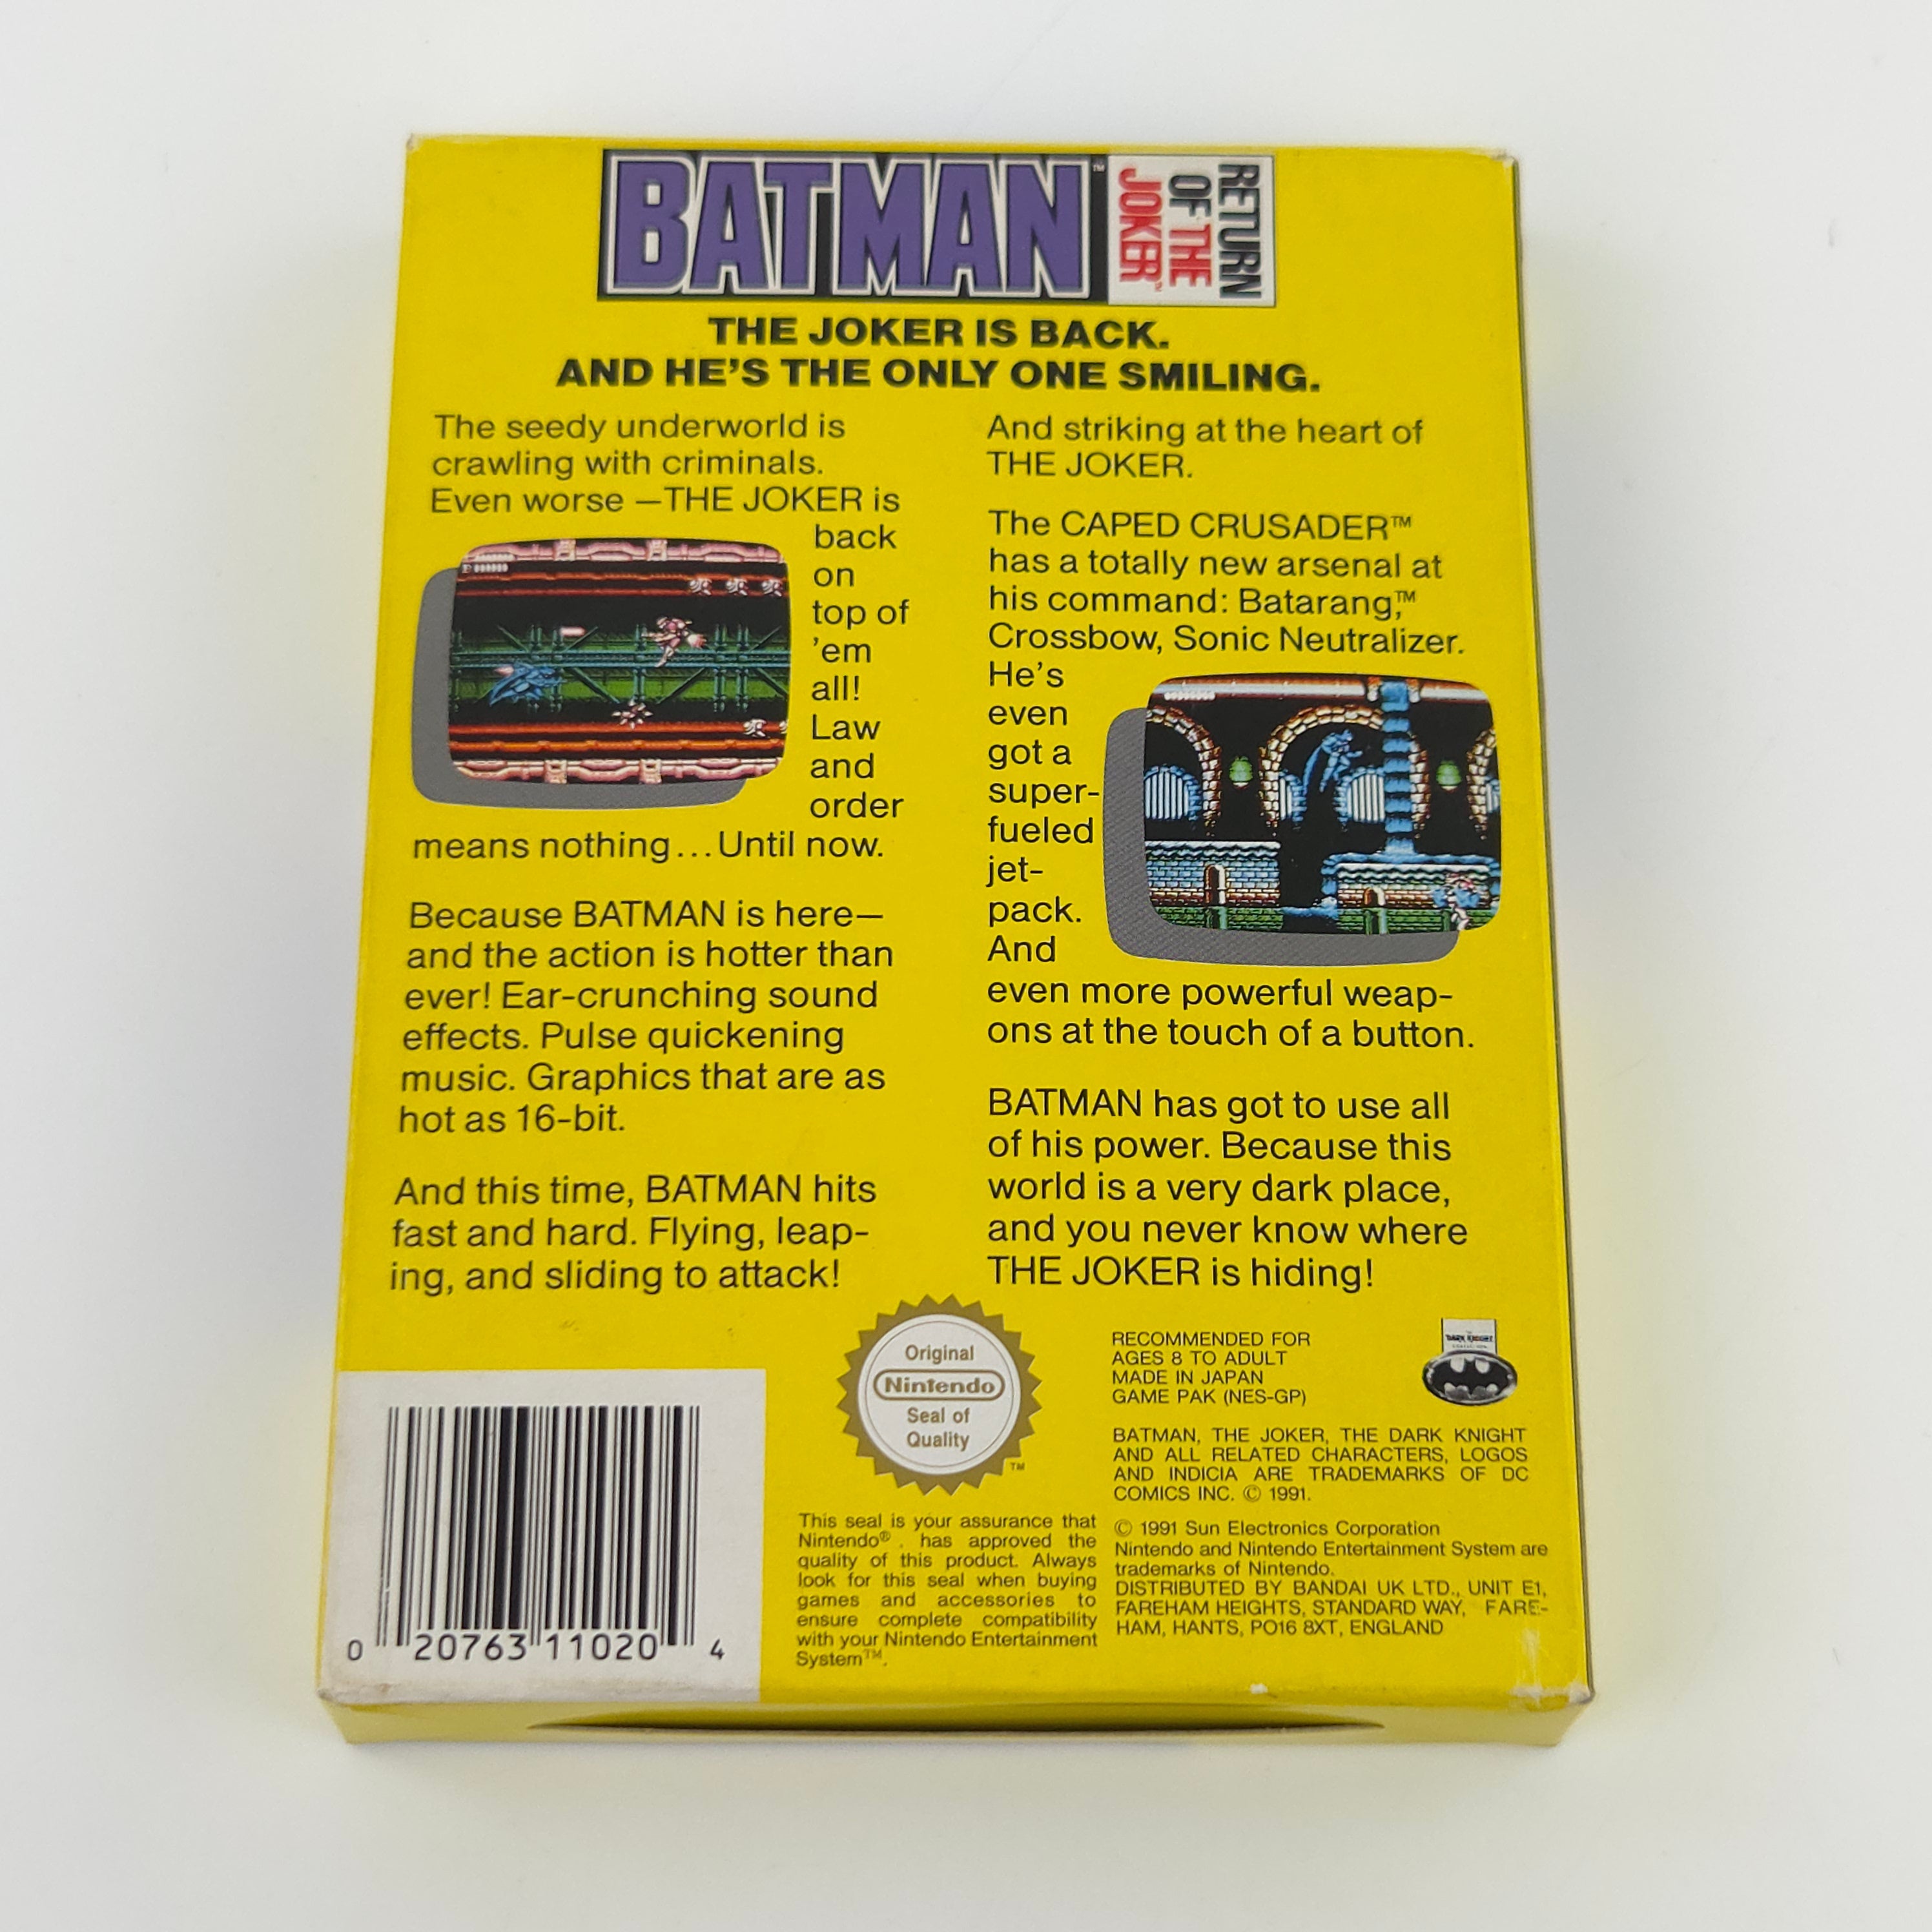 BATMAN™
RETURN
OF THE
JOKER™
THE JOKER IS BACK.
AND HE'S THE ONLY ONE SMILING.
The seedy underworld is
crawling with criminals.
Even worse —THE JOKER is
back
on
top of
'em
all!
Law
and
order
means nothing...Until now.
Because BATMAN is here—
and the action is hotter than
ever! Ear-crunching sound
effects. Pulse quickening
music. Graphics that are as
hot as 16-bit.
And this time, BATMAN hits
fast and hard. Flying, leap-
ing, and sliding to attack!
And striking at the heart of
THE JOKER.
The CAPED CRUSADER™
has a totally new arsenal at
his command: Batarang,™
Crossbow, Sonic Neutralizer.
He's
even
got a
super-
fueled
jet-
pack.
And
even more powerful weap-
ons at the touch of a button.
BATMAN has got to use all
of his power. Because this
world is a very dark place,
and you never know where
THE JOKER is hiding!
0 20763 11020 4
Original
Nintendo
Seal of
Quality
™
This seal is your assurance that
Nintendo®. has approved the
quality of this product. Always
look for this seal when buying
games and accessories to
ensure complete compatibility
with your Nintendo Entertainment
System™.
RECOMMENDED FOR
AGES 8 TO ADULT
MADE IN JAPAN
GAME PAK (NES-GP)
DARK KNIGHT
BATMAN, THE JOKER, THE DARK KNIGHT
AND ALL RELATED CHARACTERS, LOGOS
AND INDICIA ARE TRADEMARKS OF DC
COMICS INC. © 1991.
© 1991 Sun Electronics Corporation
Nintendo and Nintendo Entertainment System are
trademarks of Nintendo.
DISTRIBUTED BY BANDAI UK LTD., UNIT E1,
FAREHAM HEIGHTS, STANDARD WAY, FARE-
HAM, HANTS, PO16 8XT, ENGLAND